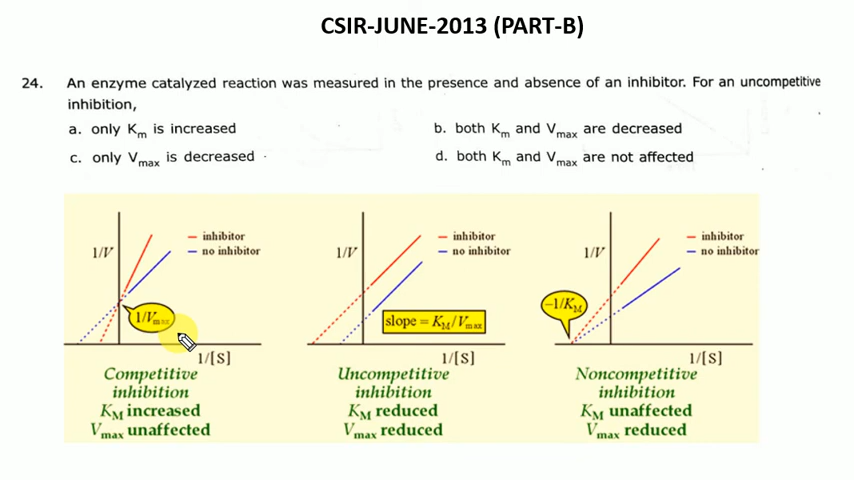 CSIR-JUNE-2013 (PART-B)
24. An enzyme catalyzed reaction was measured in the presence and absence of an inhibitor. For an uncompetitive
inhibition,
a. only Km is increased b. both Km and Vmax are decreased
c. only Vmax is decreased d. both Km and Vmax are not affected
1/V
inhibitor
no inhibitor
1/Vmax
1/[S]
Competitive
inhibition
KM increased
Vmax unaffected
1/V
inhibitor
no inhibitor
slope = KM/Vmax
1/[S]
Uncompetitive
inhibition
KM reduced
Vmax reduced
1/V
inhibitor
no inhibitor
-1/KM
1/[S]
Noncompetitive
inhibition
KM unaffected
Vmax reduced